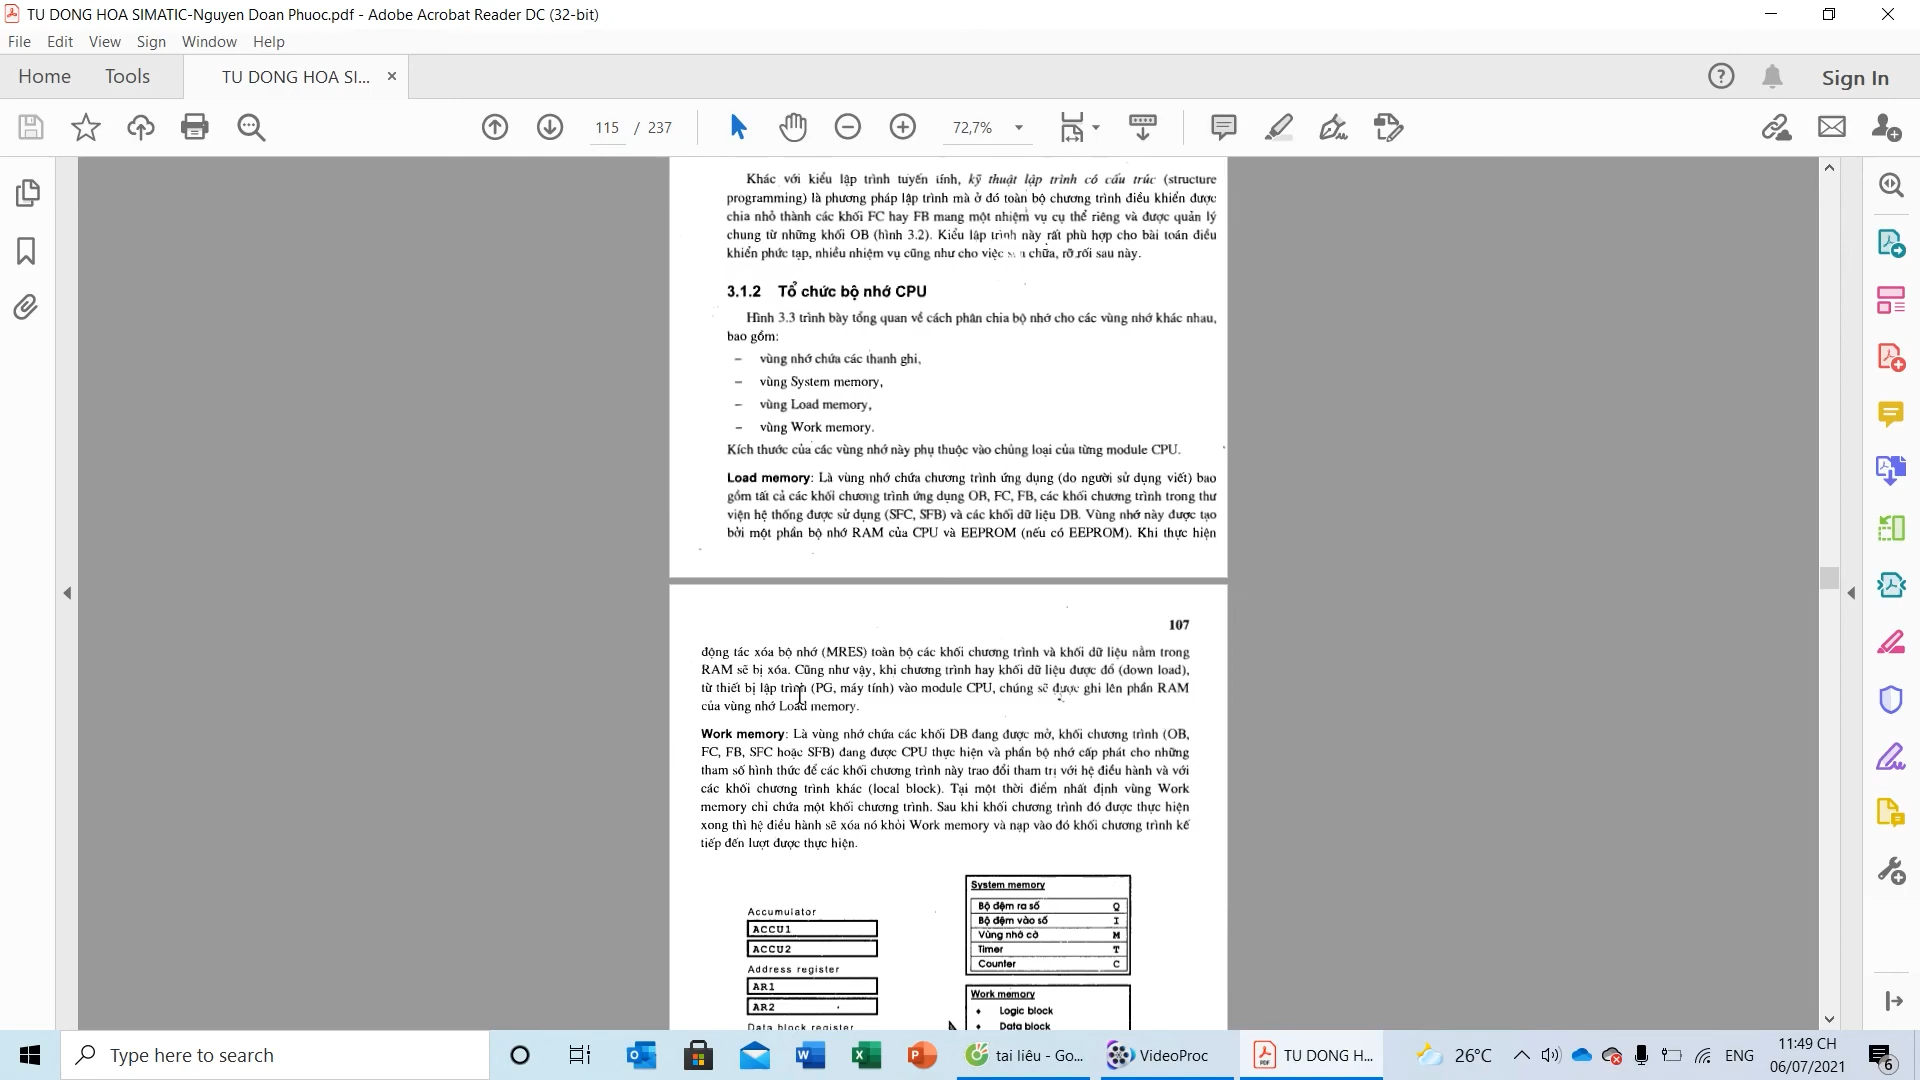 TU DONG HOA SIMATIC-Nguyen Doan Phuoc.pdf - Adobe Acrobat Reader DC (32-bit)
File Edit View Sign Window Help
Home Tools TU DONG HOA SI... × Sign In
115 / 237 72,7%
Khác với kiểu lập trình tuyến tính, kỹ thuật lập trình có cấu trúc (structure
programming) là phương pháp lập trình mà ở đó toàn bộ chương trình điều khiển được
chia nhỏ thành các khối FC hay FB mang một nhiệm vụ cụ thể riêng và được quản lý
chung từ những khối OB (hình 3.2). Kiểu lập trình này rất phù hợp cho bài toán điều
khiển phức tạp, nhiều nhiệm vụ cũng như cho việc chữa, rỡ rối sau này.
3.1.2 Tổ chức bộ nhớ CPU
Hình 3.3 trình bày tổng quan về cách phân chia bộ nhớ cho các vùng nhớ khác nhau,
bao gồm:
– vùng nhớ chứa các thanh ghi,
– vùng System memory,
– vùng Load memory,
– vùng Work memory.
Kích thước của các vùng nhớ này phụ thuộc vào chủng loại của từng module CPU.
Load memory: Là vùng nhớ chứa chương trình ứng dụng (do người sử dụng viết) bao
gồm tất cả các khối chương trình ứng dụng OB, FC, FB, các khối chương trình trong thư
viện hệ thống được sử dụng (SFC, SFB) và các khối dữ liệu DB. Vùng nhớ này được tạo
bởi một phần bộ nhớ RAM của CPU và EEPROM (nếu có EEPROM). Khi thực hiện
107
động tác xóa bộ nhớ (MRES) toàn bộ các khối chương trình và khối dữ liệu nằm trong
RAM sẽ bị xóa. Cũng như vậy, khi chương trình hay khối dữ liệu được đổ (down load),
từ thiết bị lập trình (PG, máy tính) vào module CPU, chúng sẽ được ghi lên phần RAM
của vùng nhớ Load memory.
Work memory: Là vùng nhớ chứa các khối DB đang được mở, khối chương trình (OB,
FC, FB, SFC hoặc SFB) đang được CPU thực hiện và phần bộ nhớ cấp phát cho những
tham số hình thức để các khối chương trình này trao đổi tham trị với hệ điều hành và với
các khối chương trình khác (local block). Tại một thời điểm nhất định vùng Work
memory chỉ chứa một khối chương trình. Sau khi khối chương trình đó được thực hiện
xong thì hệ điều hành sẽ xóa nó khỏi Work memory và nạp vào đó khối chương trình kế
tiếp đến lượt được thực hiện.
Accumulator
ACCU1
ACCU2
Address register
AR1
AR2
Data block register
System memory
Bộ đệm ra số Q
Bộ đệm vào số I
Vùng nhớ cờ M
Timer T
Counter C
Work memory
♦ Logic block
♦ Data block
Type here to search
tai liêu - Go... VideoProc TU DONG H... 26°C ENG 11:49 CH
06/07/2021 6